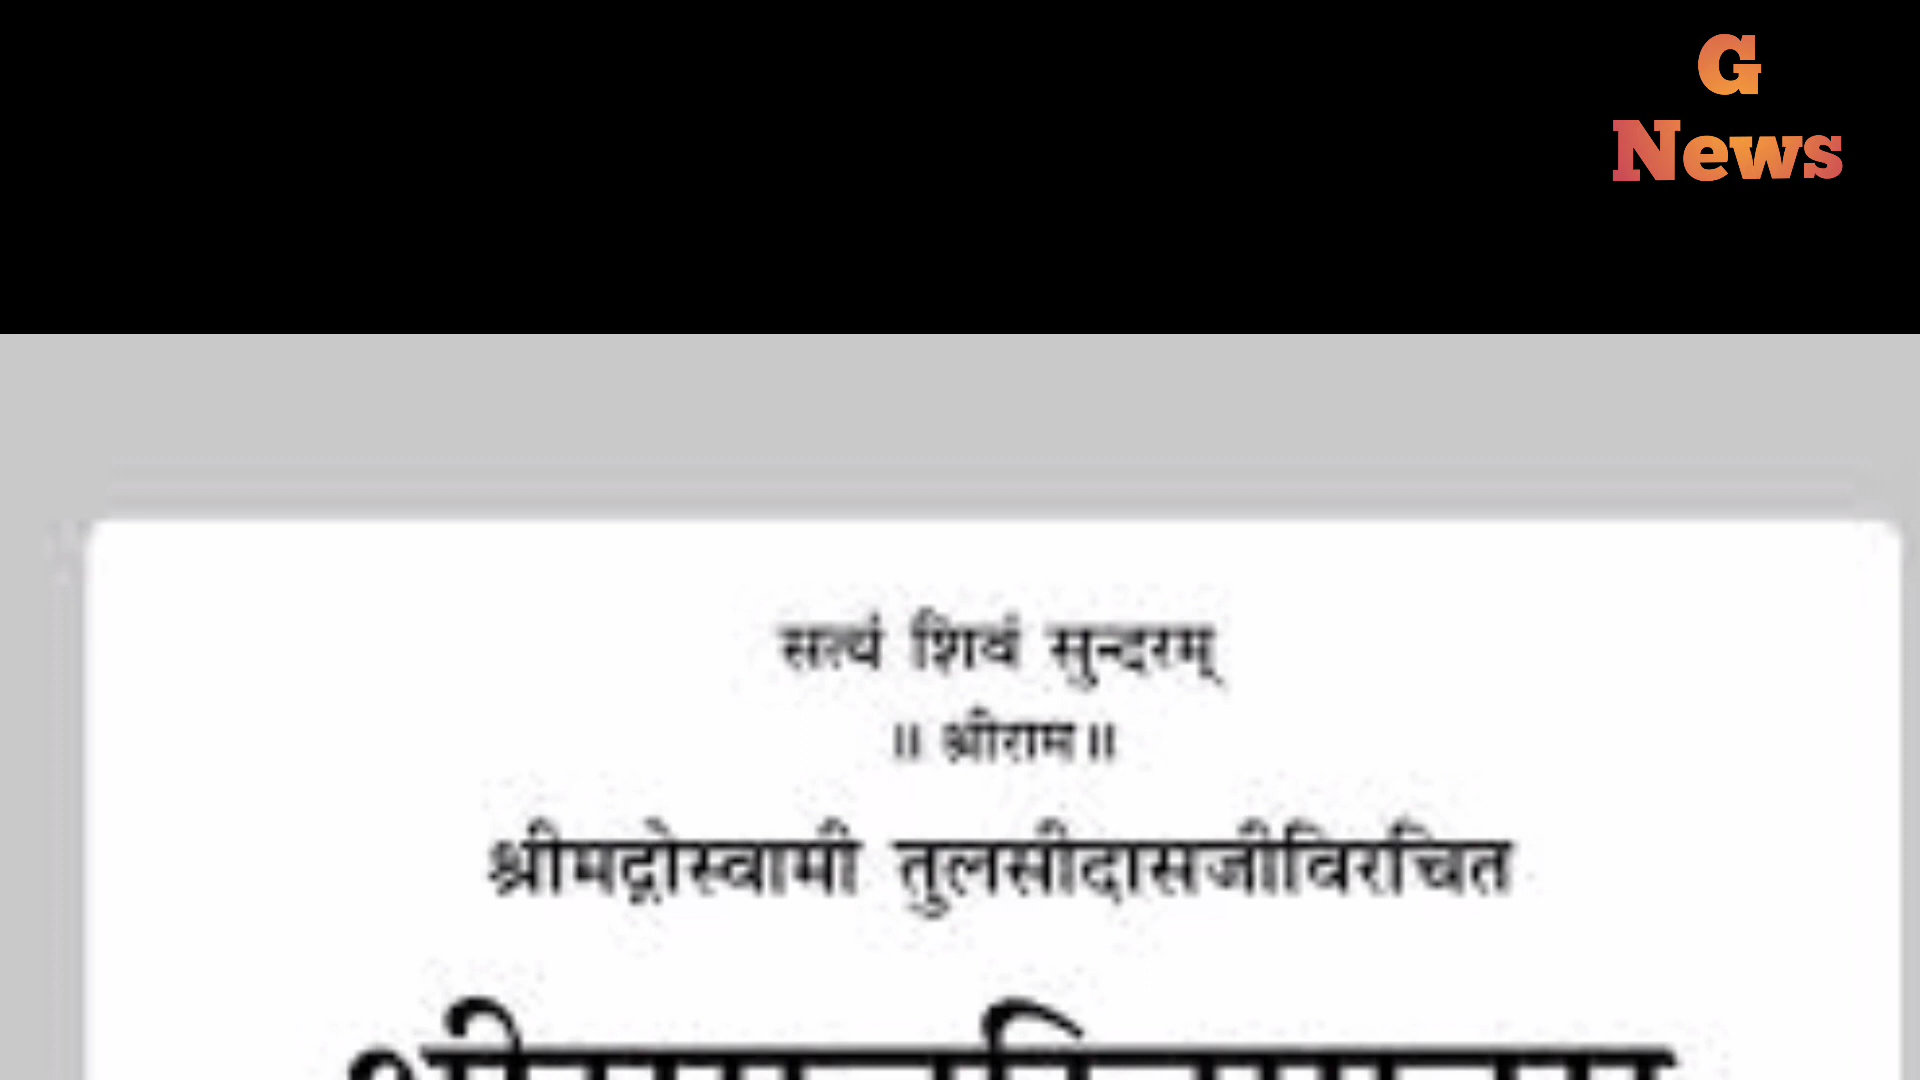 G
News
सत्यं शिवं सुन्दरम्
॥ श्रीराम ॥
श्रीमद्गोस्वामी तुलसीदासजीविरचित